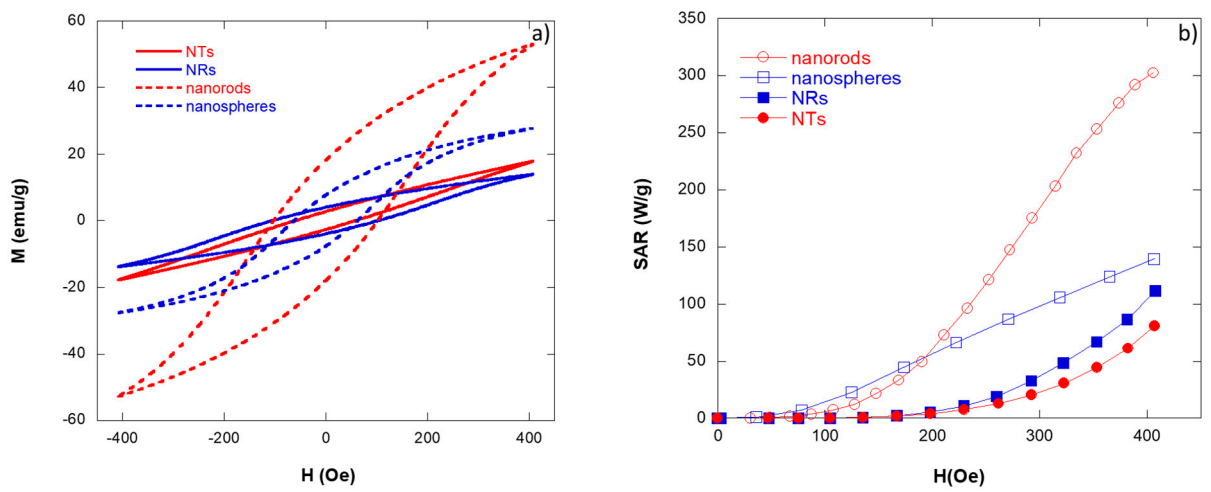 a)
60
40
20
0
-20
-40
-60
M (emu/g)
NTs
NRs
nanorods
nanospheres
-400
-200
0
200
400
H (Oe)
b)
350
300
250
200
150
100
50
0
SAR (W/g)
nanorods
nanospheres
NRs
NTs
0
100
200
300
400
H(Oe)